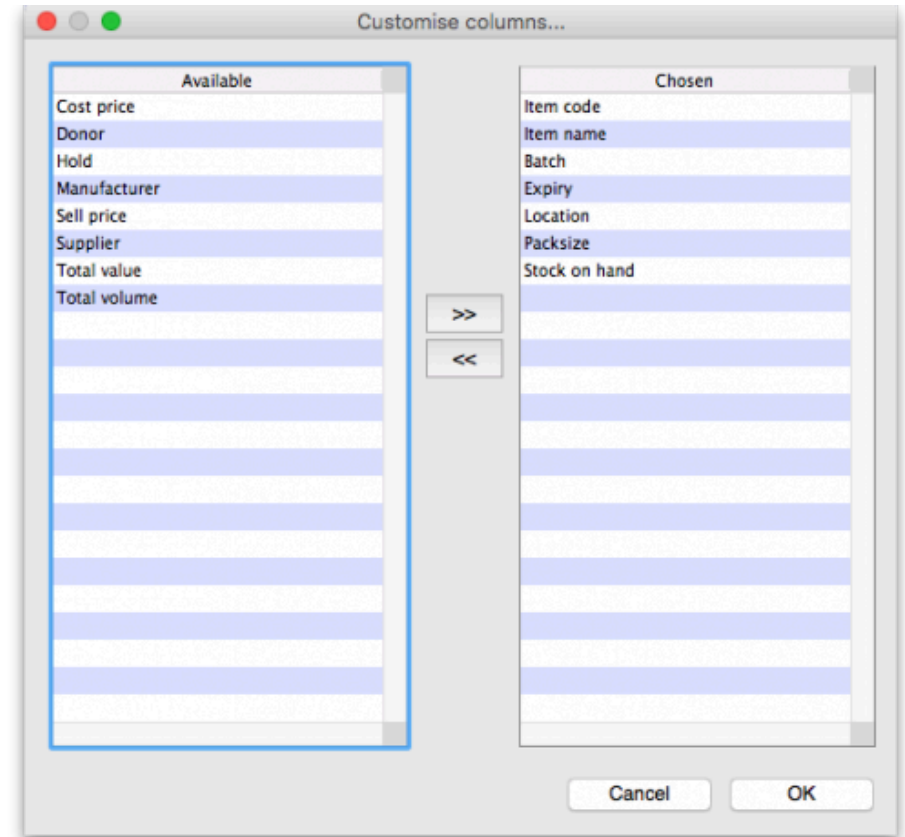 Customise columns...
Available
Cost price
Donor
Hold
Manufacturer
Sell price
Supplier
Total value
Total volume
>>
<<
Chosen
Item code
Item name
Batch
Expiry
Location
Packsize
Stock on hand
Cancel
OK